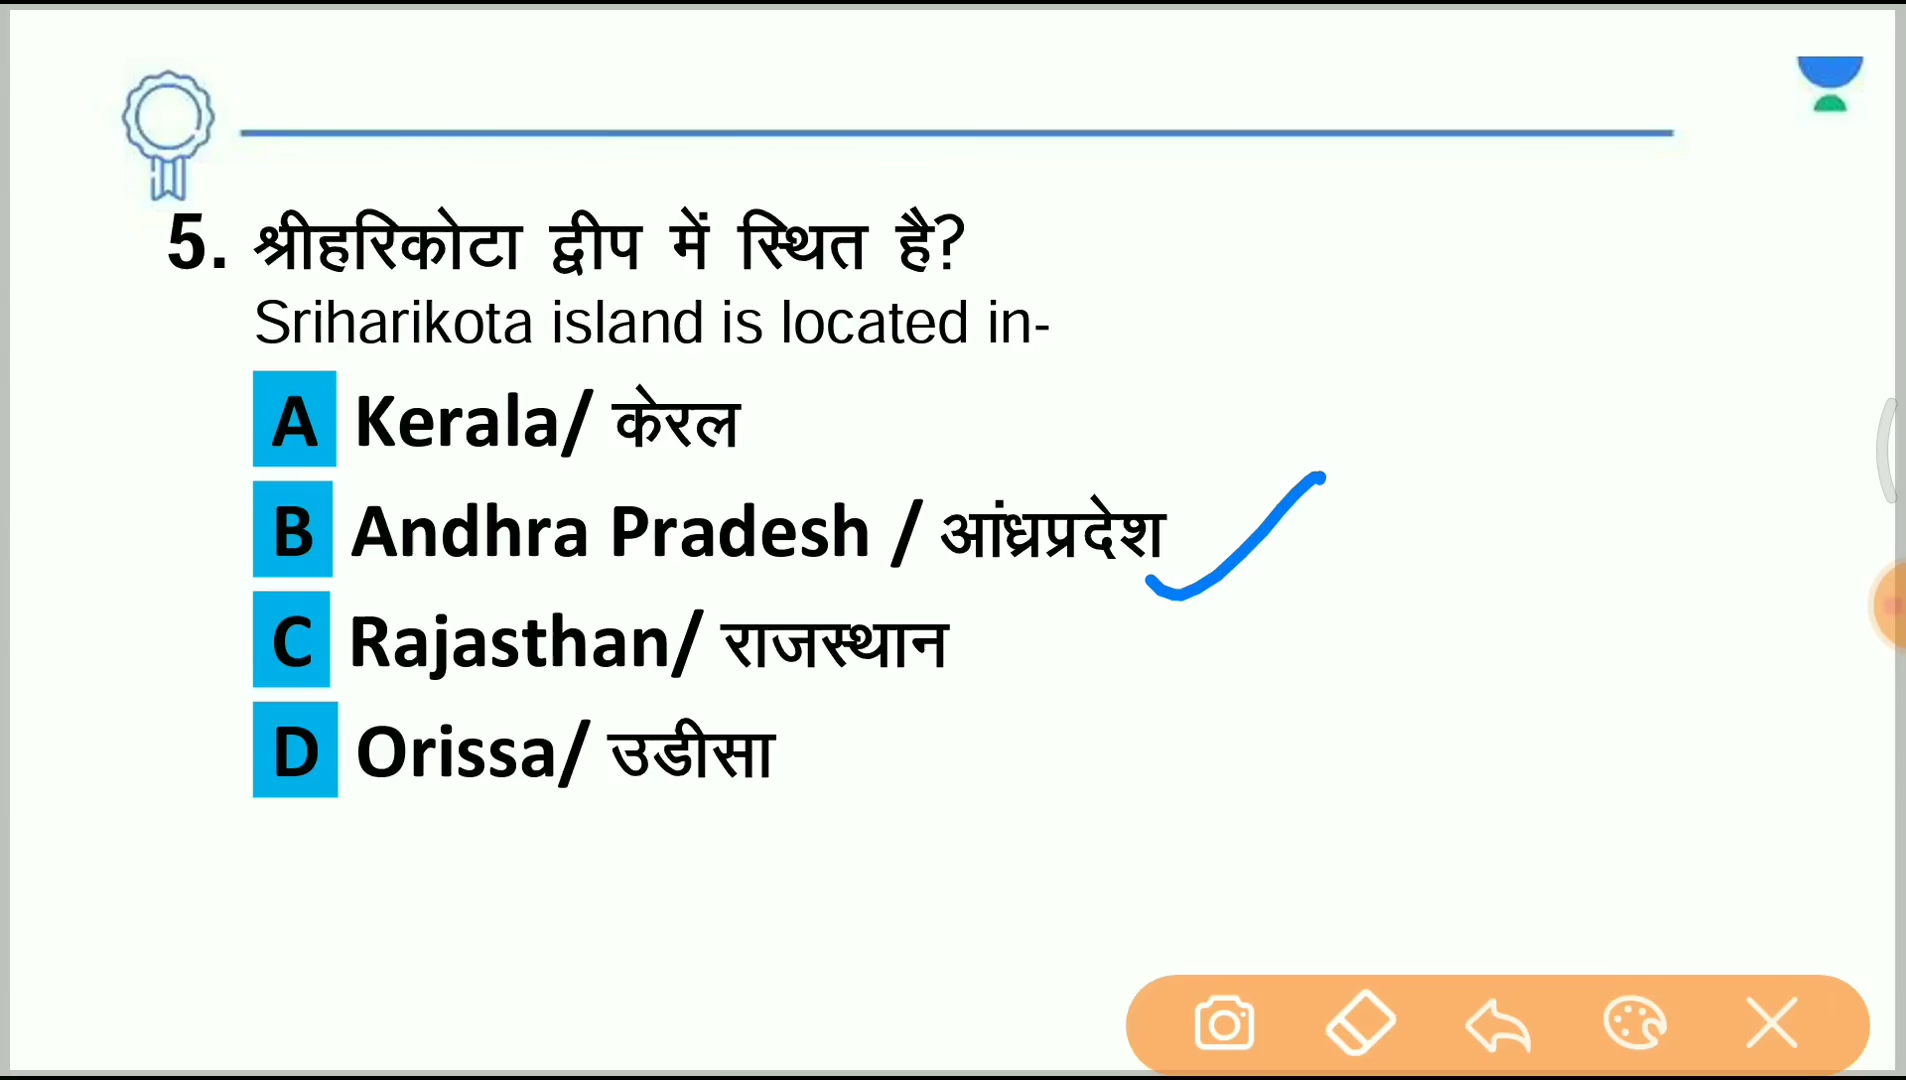 5. श्रीहरिकोटा द्वीप में स्थित है?
Sriharikota island is located in-
A Kerala/ केरल
B Andhra Pradesh / आंध्रप्रदेश
C Rajasthan/ राजस्थान
D Orissa/ उडीसा